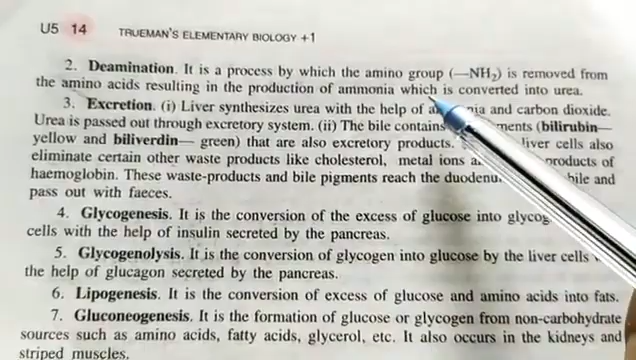 U5 14 TRUEMAN'S ELEMENTARY BIOLOGY +1
2. Deamination. It is a process by which the amino group (—NH2) is removed from
the amino acids resulting in the production of ammonia which is converted into urea.
3. Excretion. (i) Liver synthesizes urea with the help of a nia and carbon dioxide.
Urea is passed out through excretory system. (ii) The bile contains ments (bilirubin—
yellow and biliverdin— green) that are also excretory products. liver cells also
eliminate certain other waste products like cholesterol, metal ions a products of
haemoglobin. These waste-products and bile pigments reach the duodenu bile and
pass out with faeces.
4. Glycogenesis. It is the conversion of the excess of glucose into glycog
cells with the help of insulin secreted by the pancreas.
5. Glycogenolysis. It is the conversion of glycogen into glucose by the liver cells
the help of glucagon secreted by the pancreas.
6. Lipogenesis. It is the conversion of excess of glucose and amino acids into fats.
7. Gluconeogenesis. It is the formation of glucose or glycogen from non-carbohydrate
sources such as amino acids, fatty acids, glycerol, etc. It also occurs in the kidneys and
striped muscles.